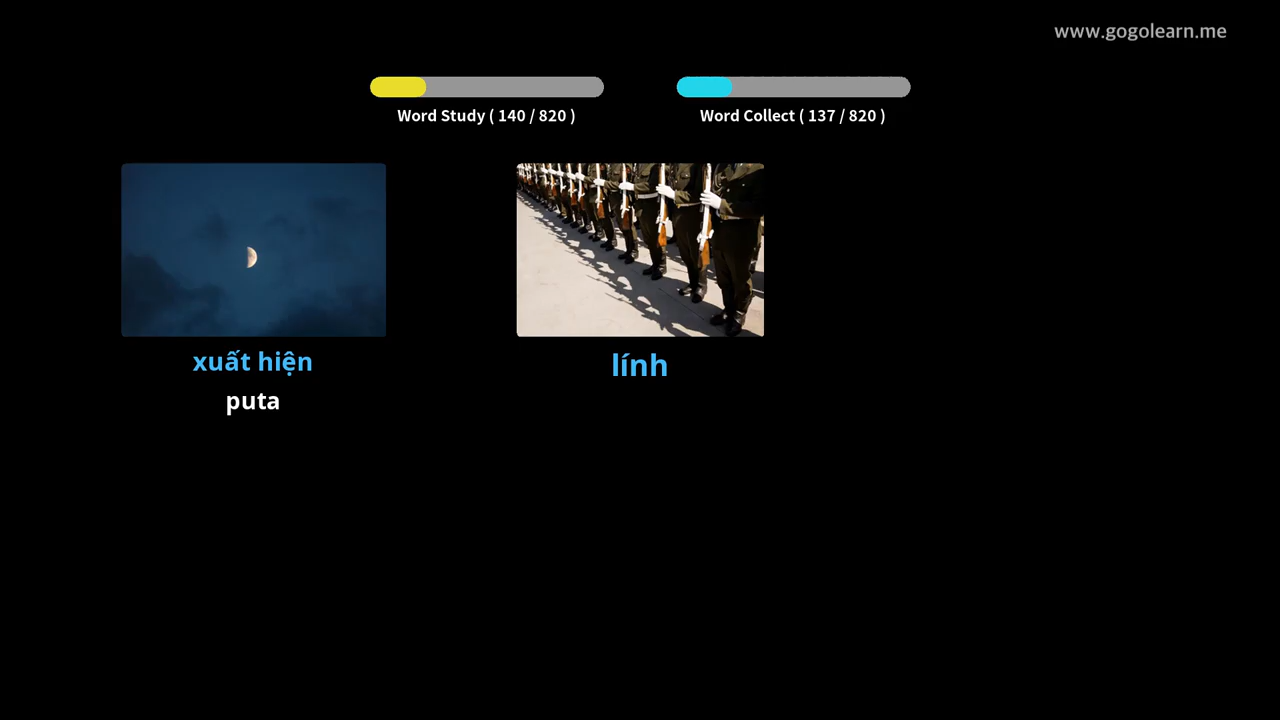 www.gogolearn.me
Word Study ( 140 / 820 )
Word Collect ( 137 / 820 )
xuất hiện
puta
lính